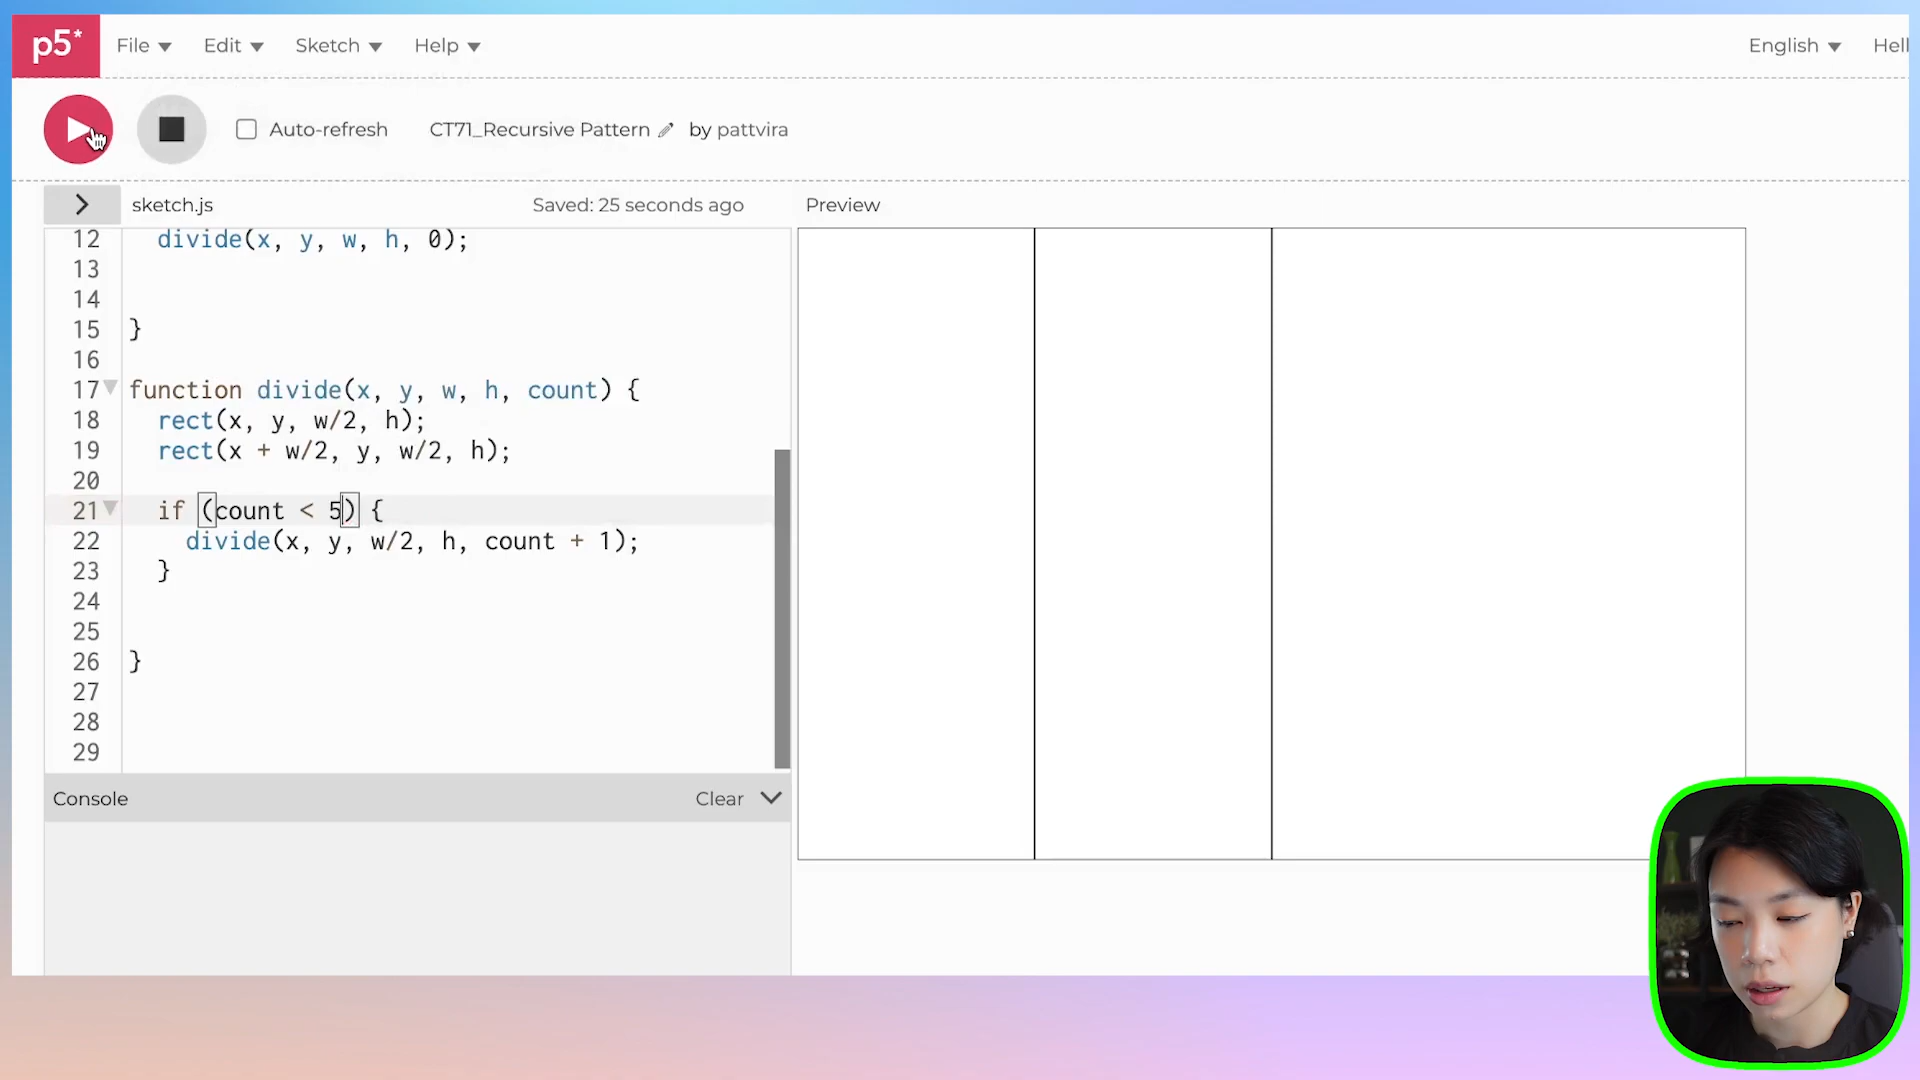 p5* File Edit Sketch Help English Hell
Auto-refresh CT71_Recursive Pattern by pattvira
sketch.js Saved: 25 seconds ago Preview
12 divide(x, y, w, h, 0);
13
14
15 }
16
17 function divide(x, y, w, h, count) {
18 rect(x, y, w/2, h);
19 rect(x + w/2, y, w/2, h);
20
21 if (count < 5) {
22 divide(x, y, w/2, h, count + 1);
23 }
24
25
26 }
27
28
29
Console Clear